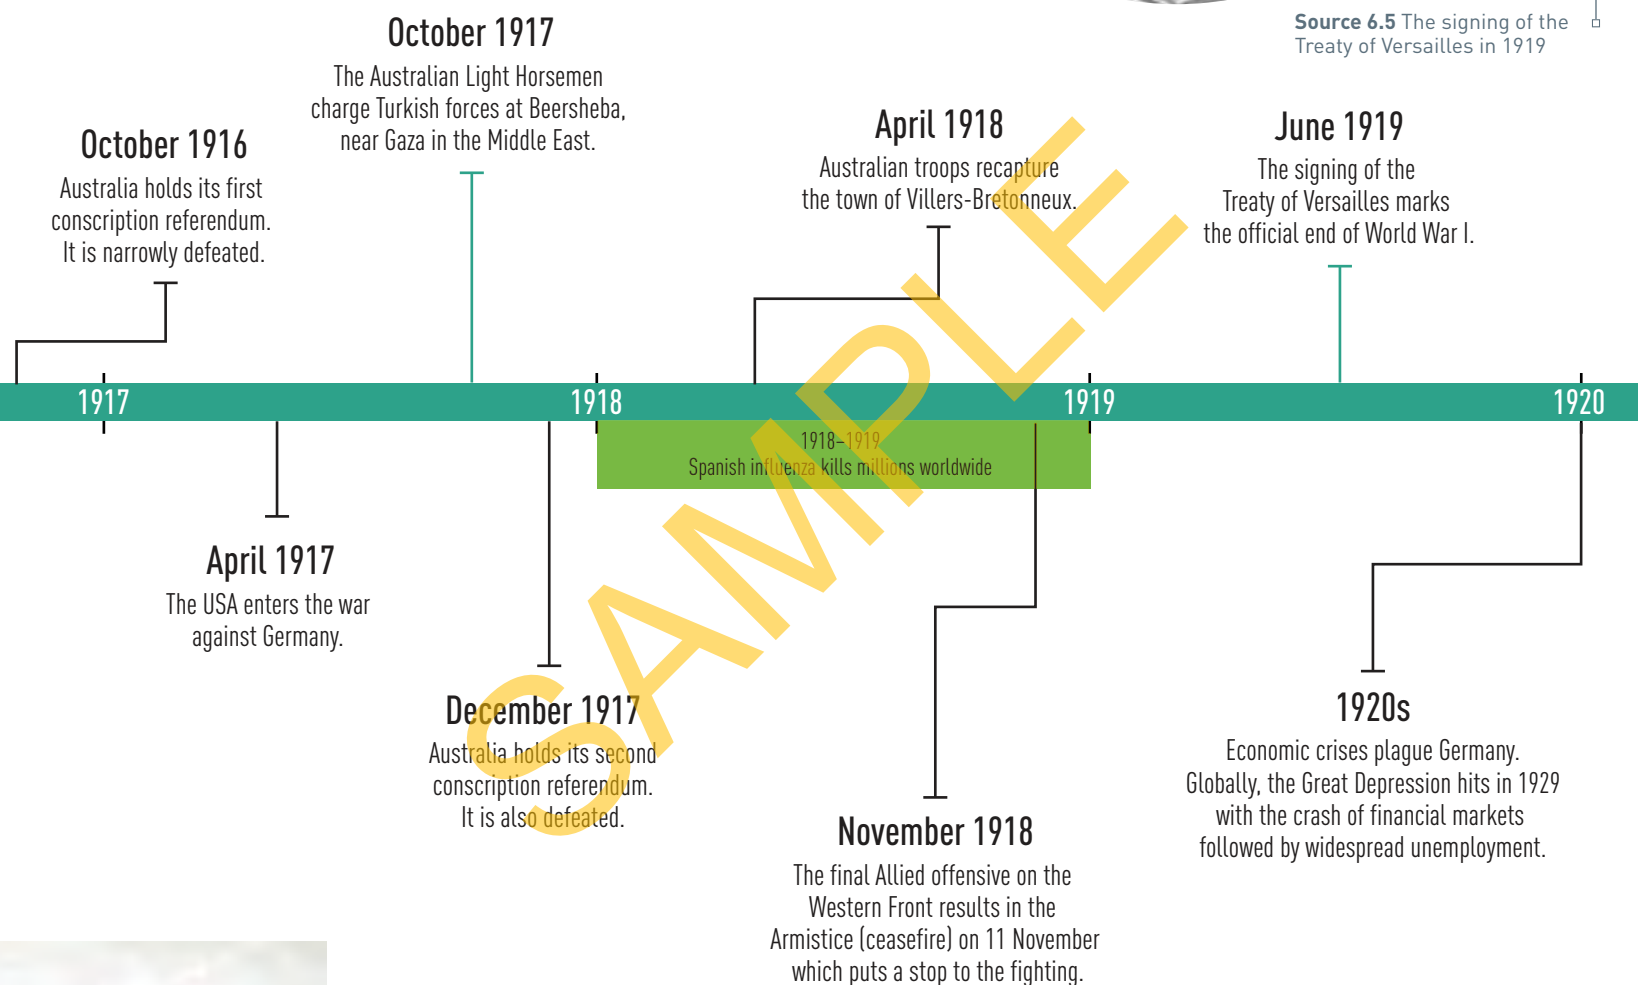 Source 6.5 The signing of the
Treaty of Versailles in 1919
October 1917
The Australian Light Horsemen
charge Turkish forces at Beersheba,
near Gaza in the Middle East.
October 1916
Australia holds its first
conscription referendum.
It is narrowly defeated.
April 1918
Australian troops recapture
the town of Villers-Bretonneux.
June 1919
The signing of the
Treaty of Versailles marks
the official end of World War I.
1917
1918
1919
1920
1918–1919
Spanish influenza kills millions worldwide
April 1917
The USA enters the war
against Germany.
December 1917
Australia holds its second
conscription referendum.
It is also defeated.
November 1918
The final Allied offensive on the
Western Front results in the
Armistice (ceasefire) on 11 November
which puts a stop to the fighting.
1920s
Economic crises plague Germany.
Globally, the Great Depression hits in 1929
with the crash of financial markets
followed by widespread unemployment.
SAMPLE